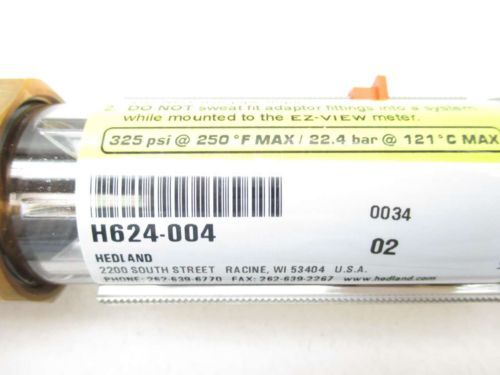 2. DO NOT sweat fit adaptor fittings into a system
while mounted to the EZ-VIEW meter.
325 psi @ 250 °F MAX / 22.4 bar @ 121 °C MAX
H624-004
0034
HEDLAND
02
2200 SOUTH STREET RACINE, WI 53404 U.S.A.
PHONE: 262-639-6770 FAX: 262-639-2267 www.hedland.com